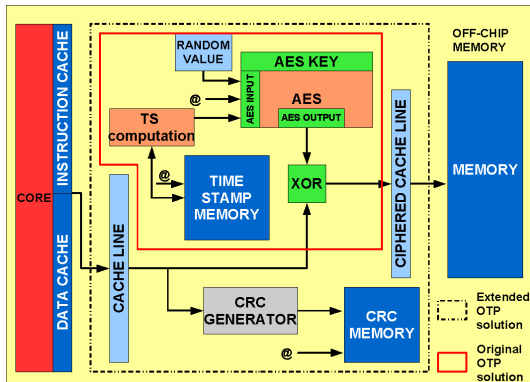 OFF-CHIP
MEMORY
RANDOM
VALUE
AES KEY
AES INPUT
AES
AES OUTPUT
@
TS
computation
@
TIME
STAMP
MEMORY
XOR
CORE
INSTRUCTION CACHE
DATA CACHE
CACHE LINE
CIPHERED CACHE LINE
MEMORY
CRC
GENERATOR
CRC
MEMORY
@
Extended
OTP
solution
Original
OTP
solution